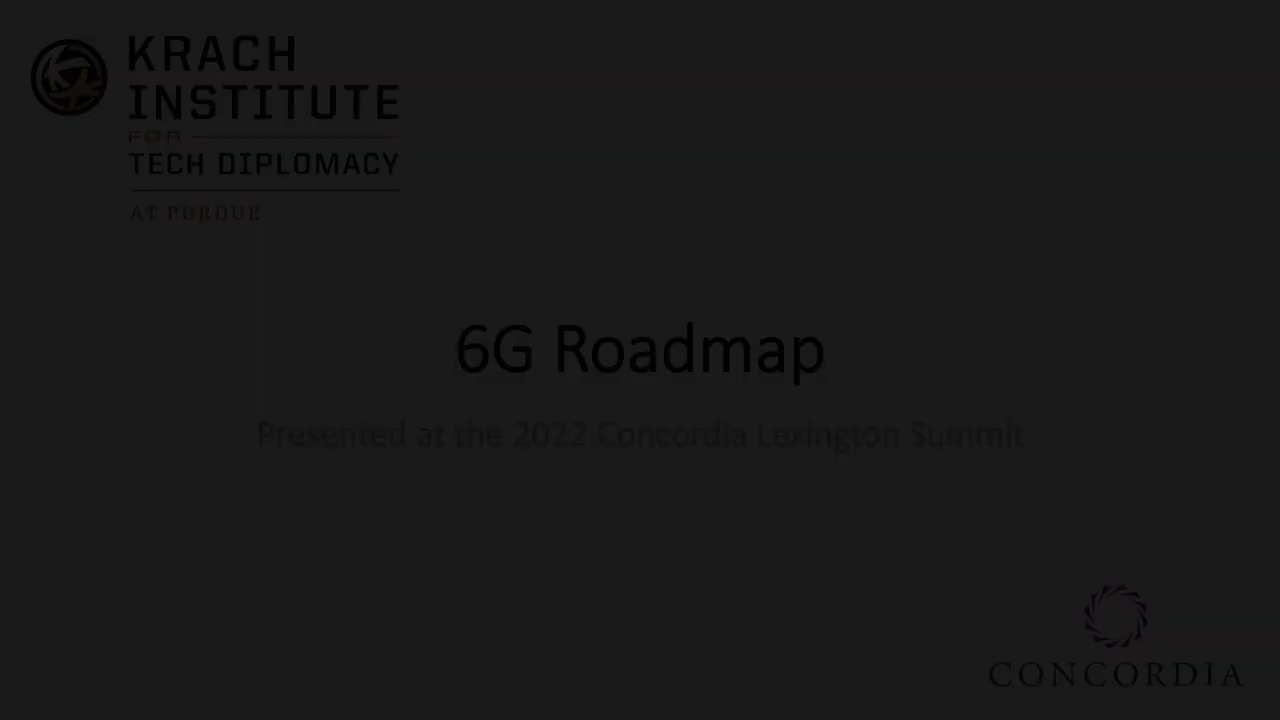 KRACH
INSTITUTE
FOR
TECH DIPLOMACY
AT PURDUE
6G Roadmap
Presented at the 2022 Concordia Lexington Summit
CONCORDIA